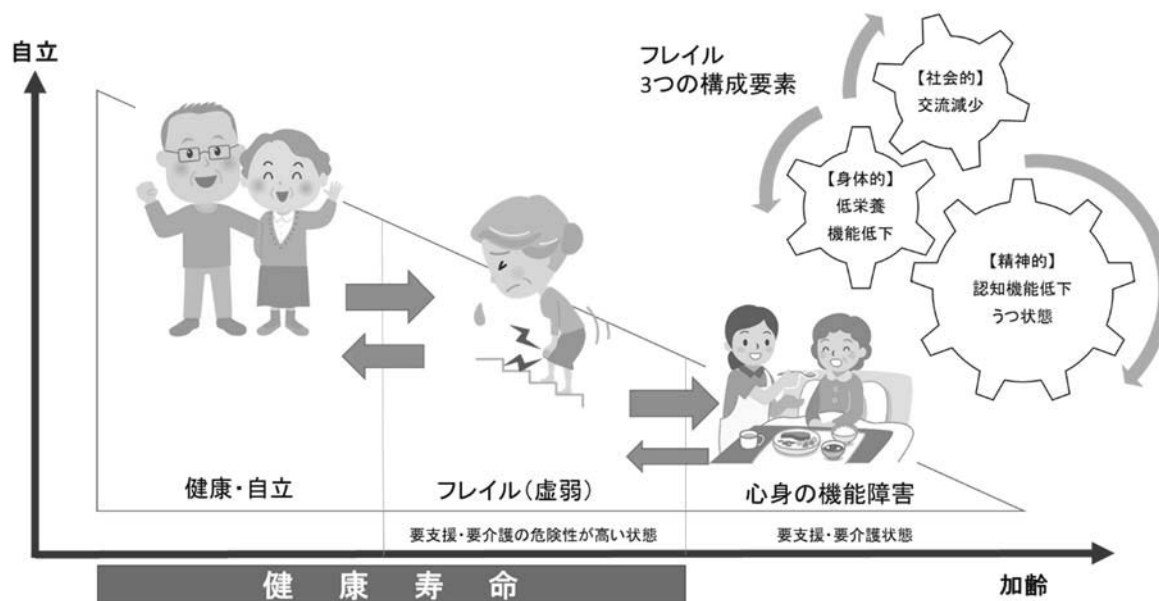 自立
フレイル
3つの構成要素
【社会的】
交流減少
【身体的】
低栄養
機能低下
【精神的】
認知機能低下
うつ状態
健康・自立
フレイル（虚弱）
心身の機能障害
要支援・要介護の危険性が高い状態
要支援・要介護状態
健康寿命
加齢